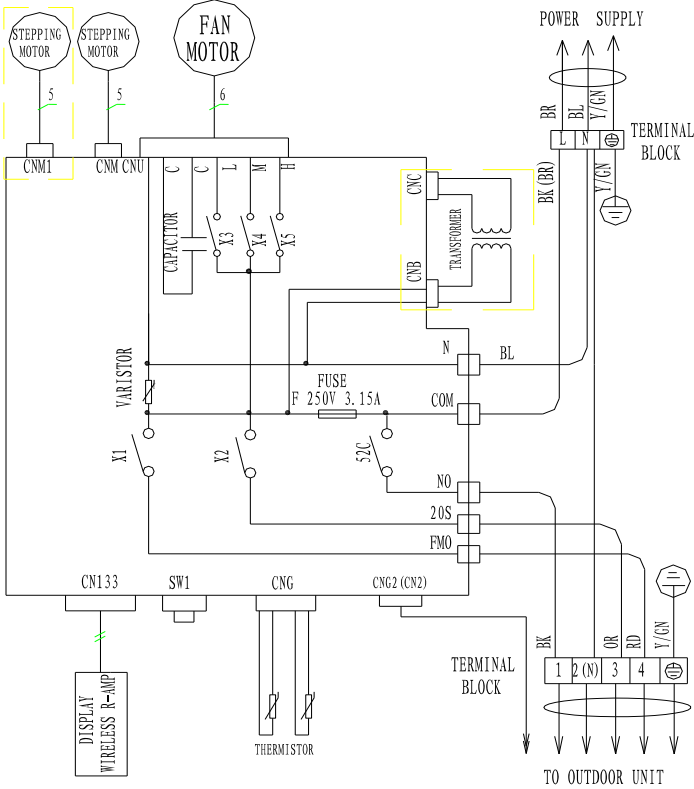 POWER SUPPLY
STEPPING
MOTOR
STEPPING
MOTOR
FAN
MOTOR
5
5
6
BR
BL
Y/GN
L
N
TERMINAL
BLOCK
CNM1
CNM
CNU
C
C
L
M
H
CNC
BK(BR)
Y/GN
CAPACITOR
X3
X4
X5
TRANSFORMER
CNB
N
BL
VARISTOR
FUSE
F 250V 3.15A
COM
X1
X2
52C
NO
20S
FMO
CN133
SW1
CNG
CNG2(CN2)
BK
OR
RD
Y/GN
TERMINAL
BLOCK
1
2(N)
3
4
DISPLAY
WIRELESS R-AMP
THERMISTOR
TO OUTDOOR UNIT